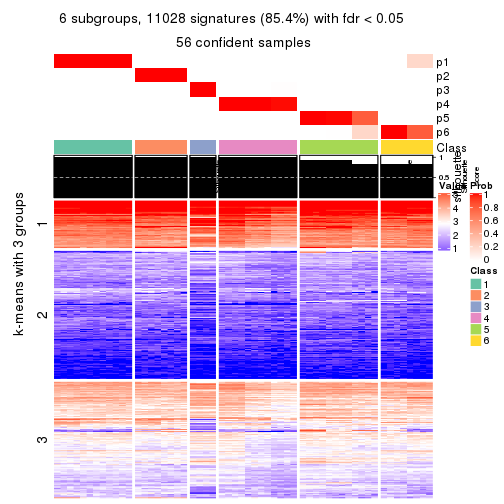 6 subgroups, 11028 signatures (85.4%) with fdr < 0.05
56 confident samples
p1
p2
p3
p4
p5
p6
Class
1
0.5
silhouette
score
Value
4
3
2
1
Prob
1
0.8
0.6
0.4
0.2
0
Class
1
2
3
4
5
6
k-means with 3 groups
1
2
3